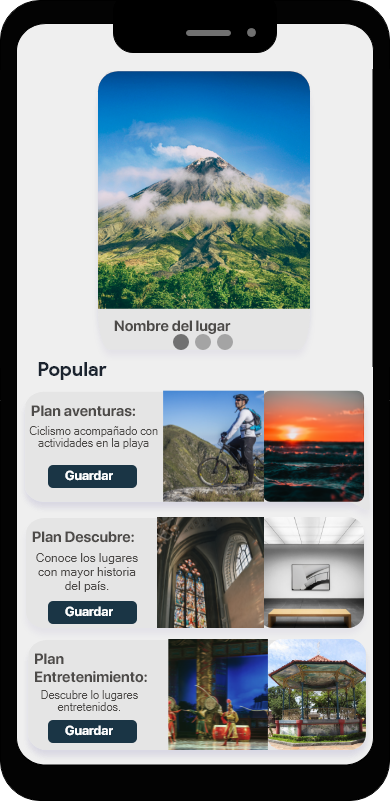 Nombre del lugar
Popular
Plan aventuras:
Ciclismo acompañado con
actividades en la playa
Guardar
Plan Descubre:
Conoce los lugares
con mayor historia
del país.
Guardar
Plan
Entretenimiento:
Descubre lo lugares
entretenidos.
Guardar